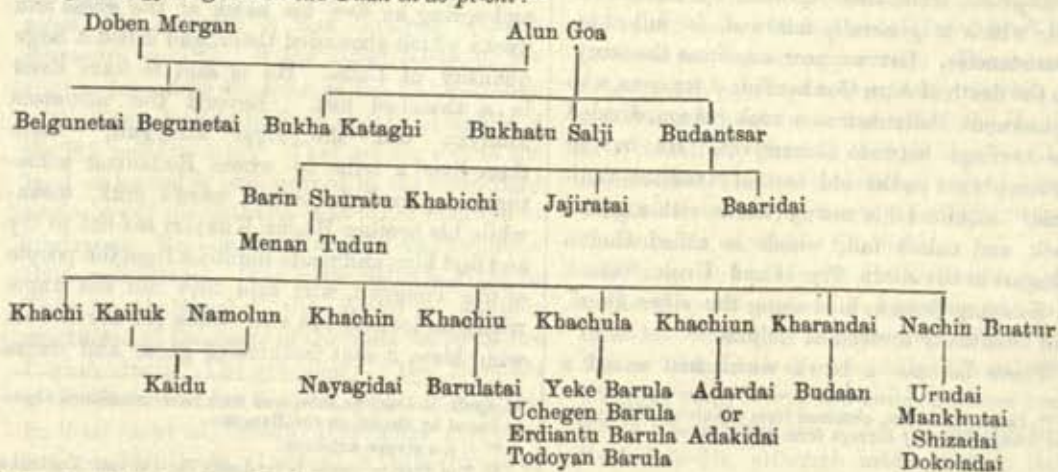 Doben Mergan Alun Goa
Belgunetai Begunetai Bukha Kataghi Bukhatu Salji Budantsar
Barin Shuratu Khabichi Jajiratai Baaridai
Menan Tudun
Khachi Kailuk Namolun Khachin Khachiu Khachula Khachiun Kharandai Nachin Buatur
Kaidu Nayagidai Barulatai Yeke Barula Adardai Budaan Urudai
Uchegen Barula or Mankhutai
Erdiantu Barula Adakidai Shizadai
Todoyan Barula Dokoladai